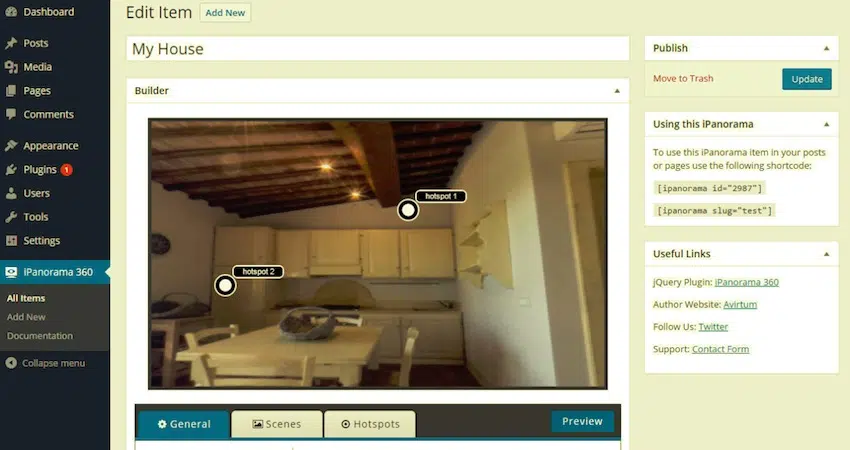 Dashboard
Posts
Media
Pages
Comments
Appearance
Plugins 1
Users
Tools
Settings
iPanorama 360
All Items
Add New
Documentation
Collapse menu
Edit Item Add New
My House
Builder
hotspot 1
hotspot 2
General Scenes Hotspots Preview
Publish
Move to Trash Update
Using this iPanorama
To use this iPanorama item in your posts
or pages use the following shortcode:
[ipanorama id="2987"]
[ipanorama slug="test"]
Useful Links
jQuery Plugin: iPanorama 360
Author Website: Avirtum
Follow Us: Twitter
Support: Contact Form